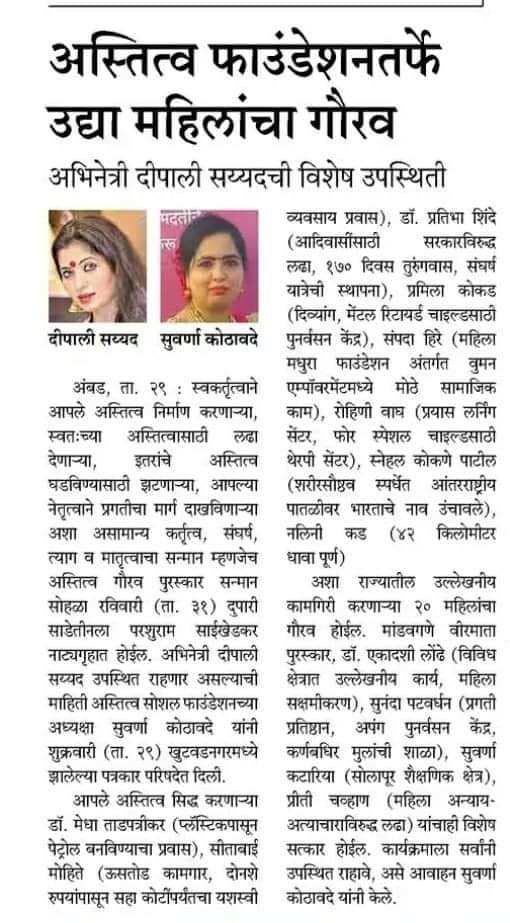 अस्तित्व फाउंडेशनतर्फे
उद्या महिलांचा गौरव
अभिनेत्री दीपाली सय्यदची विशेष उपस्थिती
दीपाली सय्यद
सुवर्णा कोठावदे
अंबड, ता. २९ : स्वकर्तृत्वाने
आपले अस्तित्व निर्माण करणाऱ्या,
स्वतःच्या अस्तित्वासाठी लढा
देणाऱ्या, इतरांचे अस्तित्व
घडविण्यासाठी झटणाऱ्या, आपल्या
नेतृत्वाने प्रगतीचा मार्ग दाखविणाऱ्या
अशा असामान्य कर्तृत्व, संघर्ष,
त्याग व मातृत्वाचा सन्मान म्हणजेच
अस्तित्व गौरव पुरस्कार सन्मान
सोहळा रविवारी (ता. ३१) दुपारी
साडेतीनला परशुराम साईखेडकर
नाट्यगृहात होईल. अभिनेत्री दीपाली
सय्यद उपस्थित राहणार असल्याची
माहिती अस्तित्व सोशल फाउंडेशनच्या
अध्यक्षा सुवर्णा कोठावदे यांनी
शुक्रवारी (ता. २९) खुटवडनगरमध्ये
झालेल्या पत्रकार परिषदेत दिली.
आपले अस्तित्व सिद्ध करणाऱ्या
डॉ. मेधा ताडपत्रीकर (प्लॅस्टिकपासून
पेट्रोल बनविण्याचा प्रवास), सीताबाई
मोहिते (ऊसतोड कामगार, दोनशे
रुपयांपासून सहा कोटींपर्यंतचा यशस्वी
व्यवसाय प्रवास), डॉ. प्रतिभा शिंदे
(आदिवासींसाठी सरकारविरुद्ध
लढा, १७० दिवस तुरुंगवास, संघर्ष
यात्रेची स्थापना), प्रमिला कोकड
(दिव्यांग, मेंटल रिटायर्ड चाइल्डसाठी
पुनर्वसन केंद्र), संपदा हिरे (महिला
मधुरा फाउंडेशन अंतर्गत वुमन
एम्पॉवरमेंटमध्ये मोठे सामाजिक
काम), रोहिणी वाघ (प्रयास लर्निंग
सेंटर, फोर स्पेशल चाइल्डसाठी
थेरपी सेंटर), स्नेहल कोकणे पाटील
(शरीरसौष्ठव स्पर्धेत आंतरराष्ट्रीय
पातळीवर भारताचे नाव उंचावले),
नलिनी कड (४२ किलोमीटर
धावा पूर्ण)
अशा राज्यातील उल्लेखनीय
कामगिरी करणाऱ्या २० महिलांचा
गौरव होईल. मांडवगणे वीरमाता
पुरस्कार, डॉ. एकादशी लोंढे (विविध
क्षेत्रात उल्लेखनीय कार्य, महिला
सक्षमीकरण), सुनंदा पटवर्धन (प्रगती
प्रतिष्ठान, अपंग पुनर्वसन केंद्र,
कर्णबधिर मुलांची शाळा), सुवर्णा
कटारिया (सोलापूर शैक्षणिक क्षेत्र),
प्रीती चव्हाण (महिला अन्याय-
अत्याचाराविरुद्ध लढा) यांचाही विशेष
सत्कार होईल. कार्यक्रमाला सर्वांनी
उपस्थित राहावे, असे आवाहन सुवर्णा
कोठावदे यांनी केले.